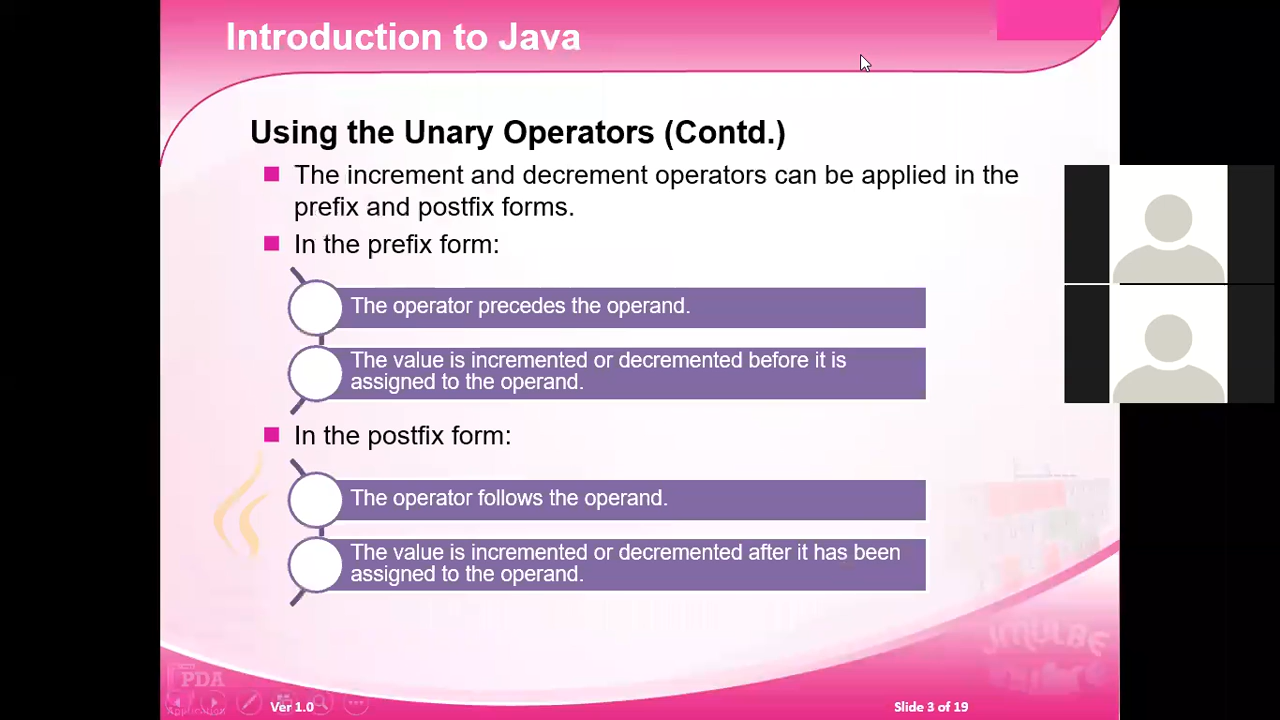 Introduction to Java
Using the Unary Operators (Contd.)
The increment and decrement operators can be applied in the
prefix and postfix forms.
In the prefix form:
The operator precedes the operand.
The value is incremented or decremented before it is
assigned to the operand.
In the postfix form:
The operator follows the operand.
The value is incremented or decremented after it has been
assigned to the operand.
PDA
Application
Ver 1.0
Slide 3 of 19